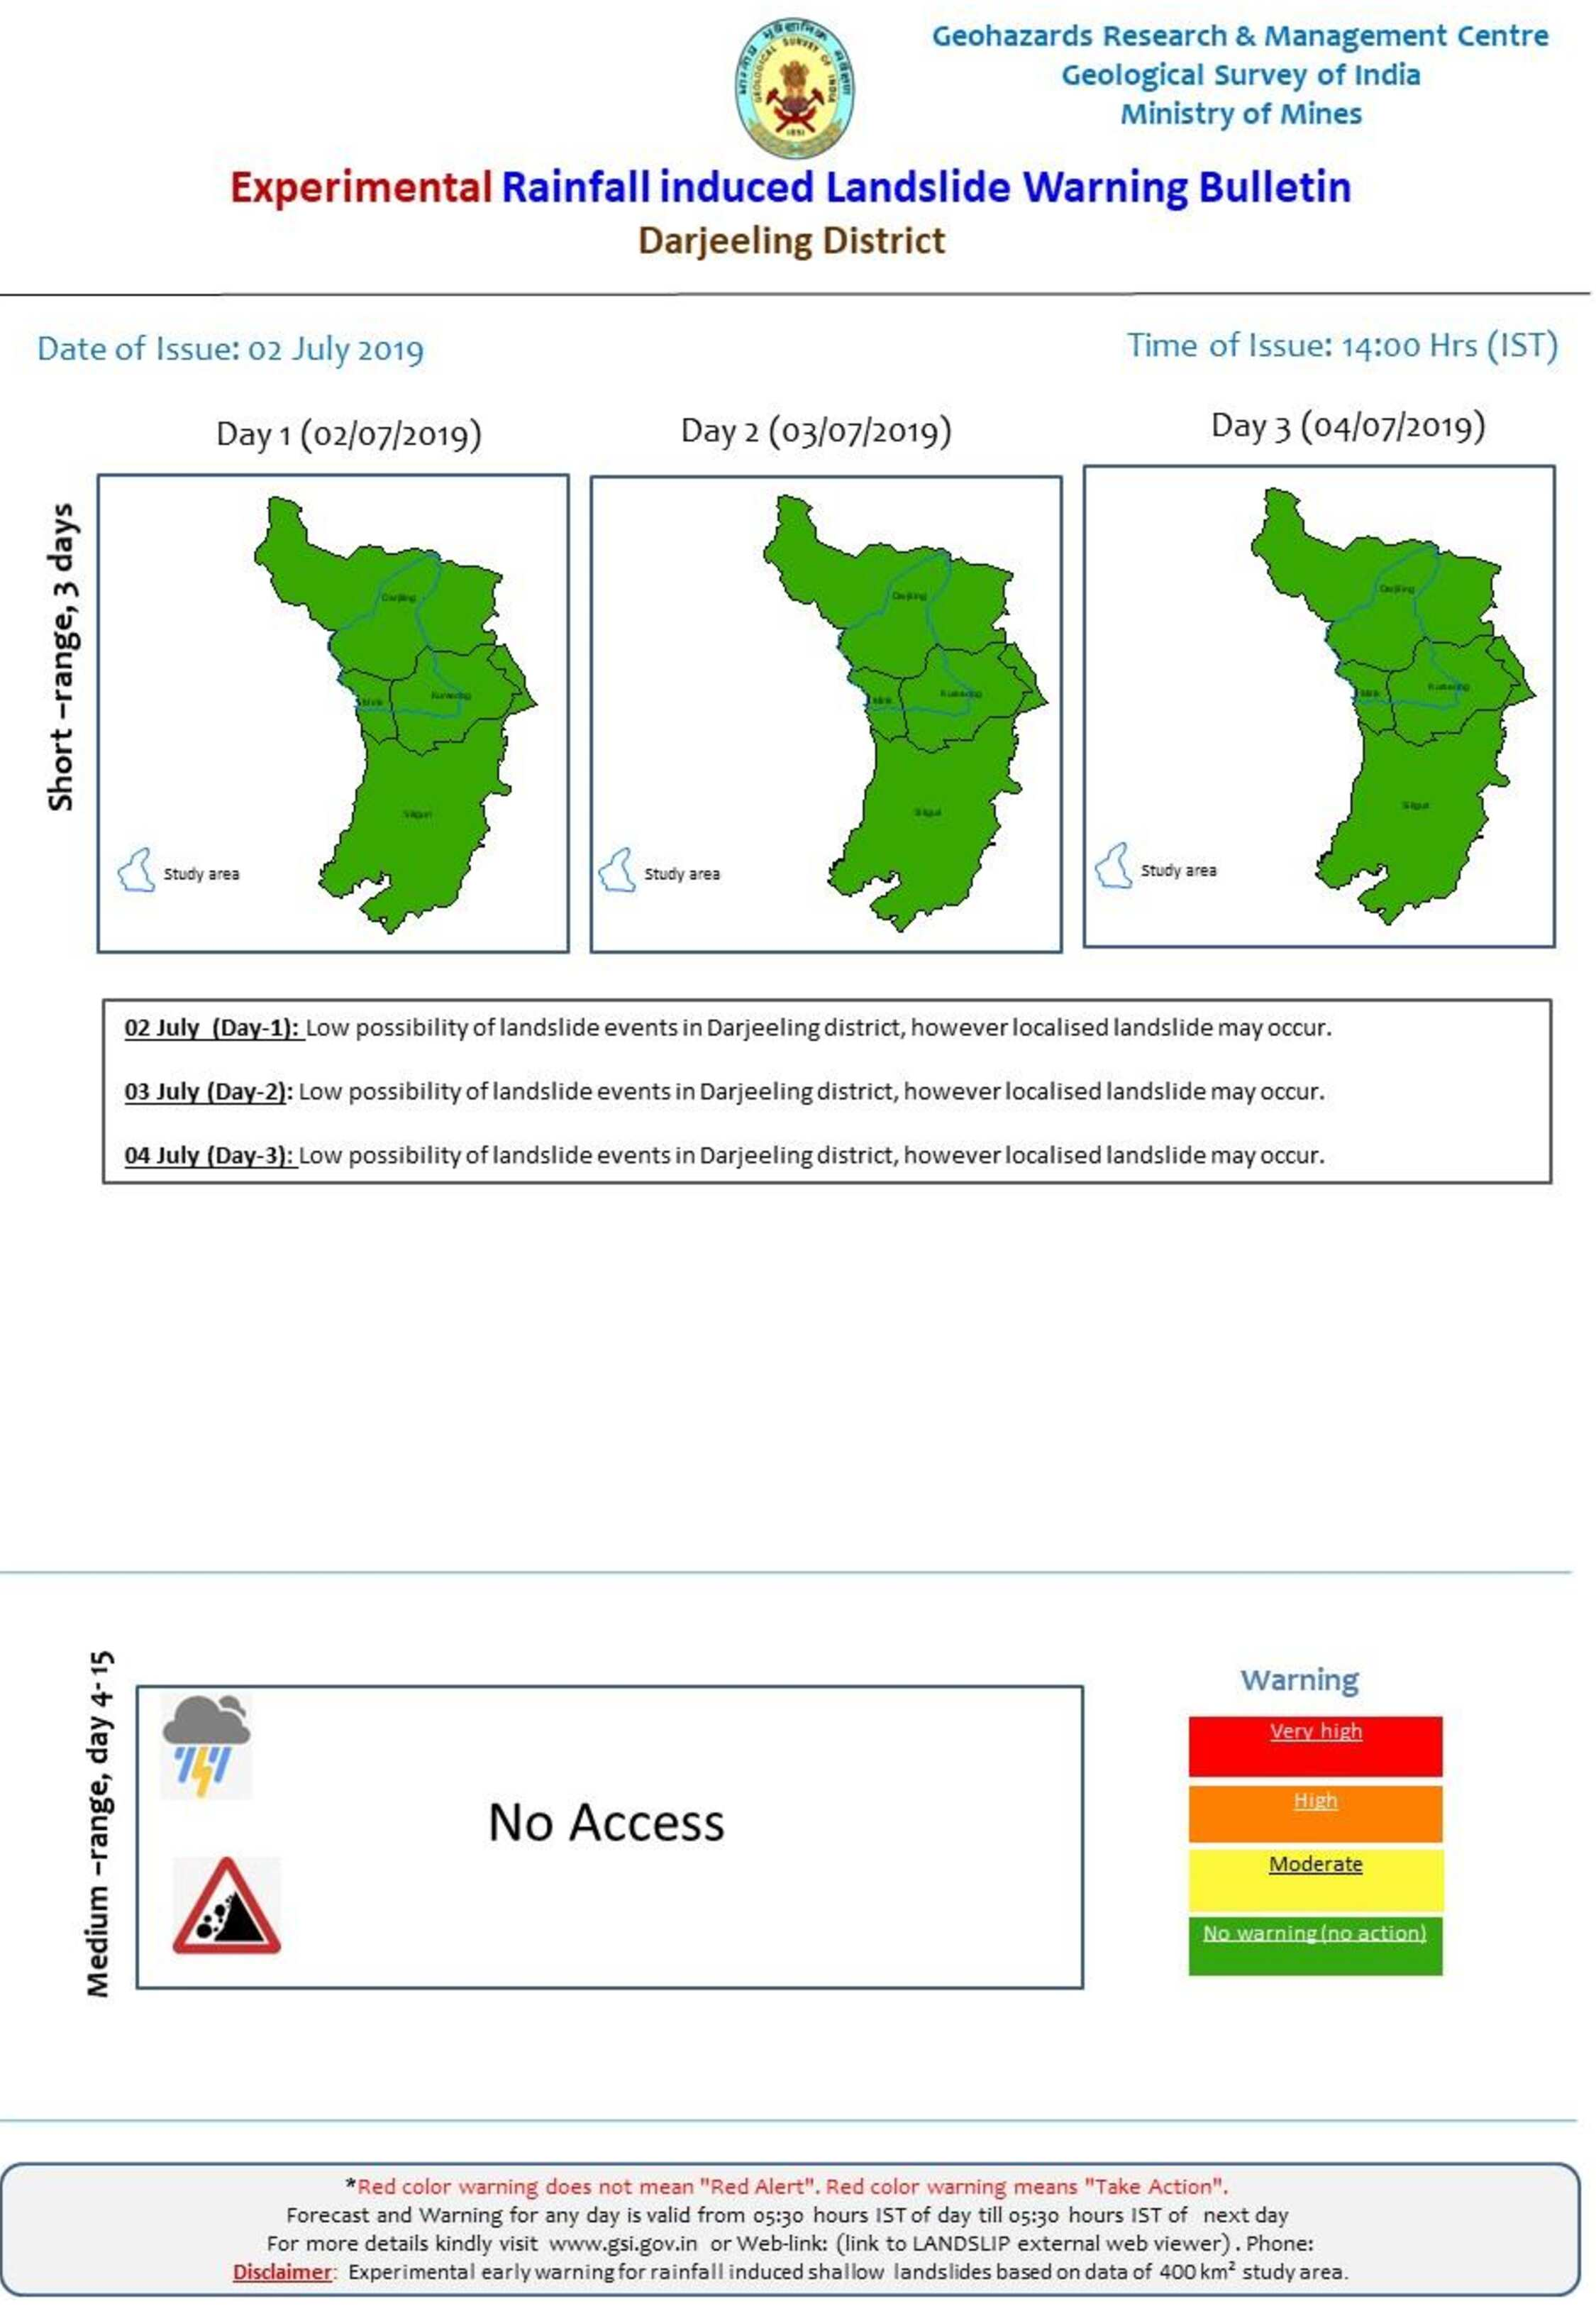 GEOLOGICAL SURVEY OF INDIA
1851
Geohazards Research & Management Centre
Geological Survey of India
Ministry of Mines
Experimental Rainfall induced Landslide Warning Bulletin
Darjeeling District
Date of Issue: 02 July 2019
Time of Issue: 14:00 Hrs (IST)
Day 1 (02/07/2019)
Day 2 (03/07/2019)
Day 3 (04/07/2019)
Short –range, 3 days
Study area
Study area
Study area
02 July (Day-1): Low possibility of landslide events in Darjeeling district, however localised landslide may occur.
03 July (Day-2): Low possibility of landslide events in Darjeeling district, however localised landslide may occur.
04 July (Day-3): Low possibility of landslide events in Darjeeling district, however localised landslide may occur.
Medium –range, day 4-15
No Access
Warning
Very high
High
Moderate
No warning (no action)
*Red color warning does not mean "Red Alert". Red color warning means "Take Action".
Forecast and Warning for any day is valid from 05:30 hours IST of day till 05:30 hours IST of next day
For more details kindly visit www.gsi.gov.in or Web-link: (link to LANDSLIP external web viewer) . Phone:
Disclaimer: Experimental early warning for rainfall induced shallow landslides based on data of 400 km² study area.